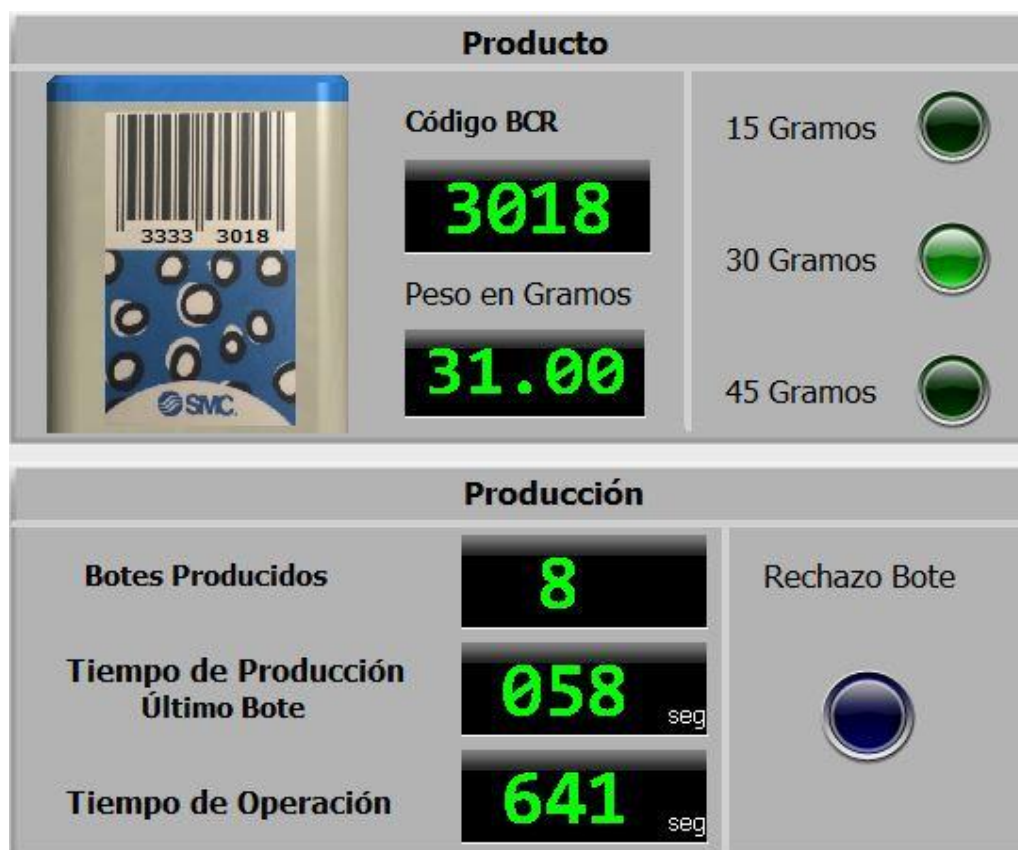 Producto
3333 3018
SMC.
Código BCR
3018
Peso en Gramos
31.00
15 Gramos
30 Gramos
45 Gramos
Producción
Botes Producidos
8
Tiempo de Producción
Último Bote
058 seg
Tiempo de Operación
641 seg
Rechazo Bote